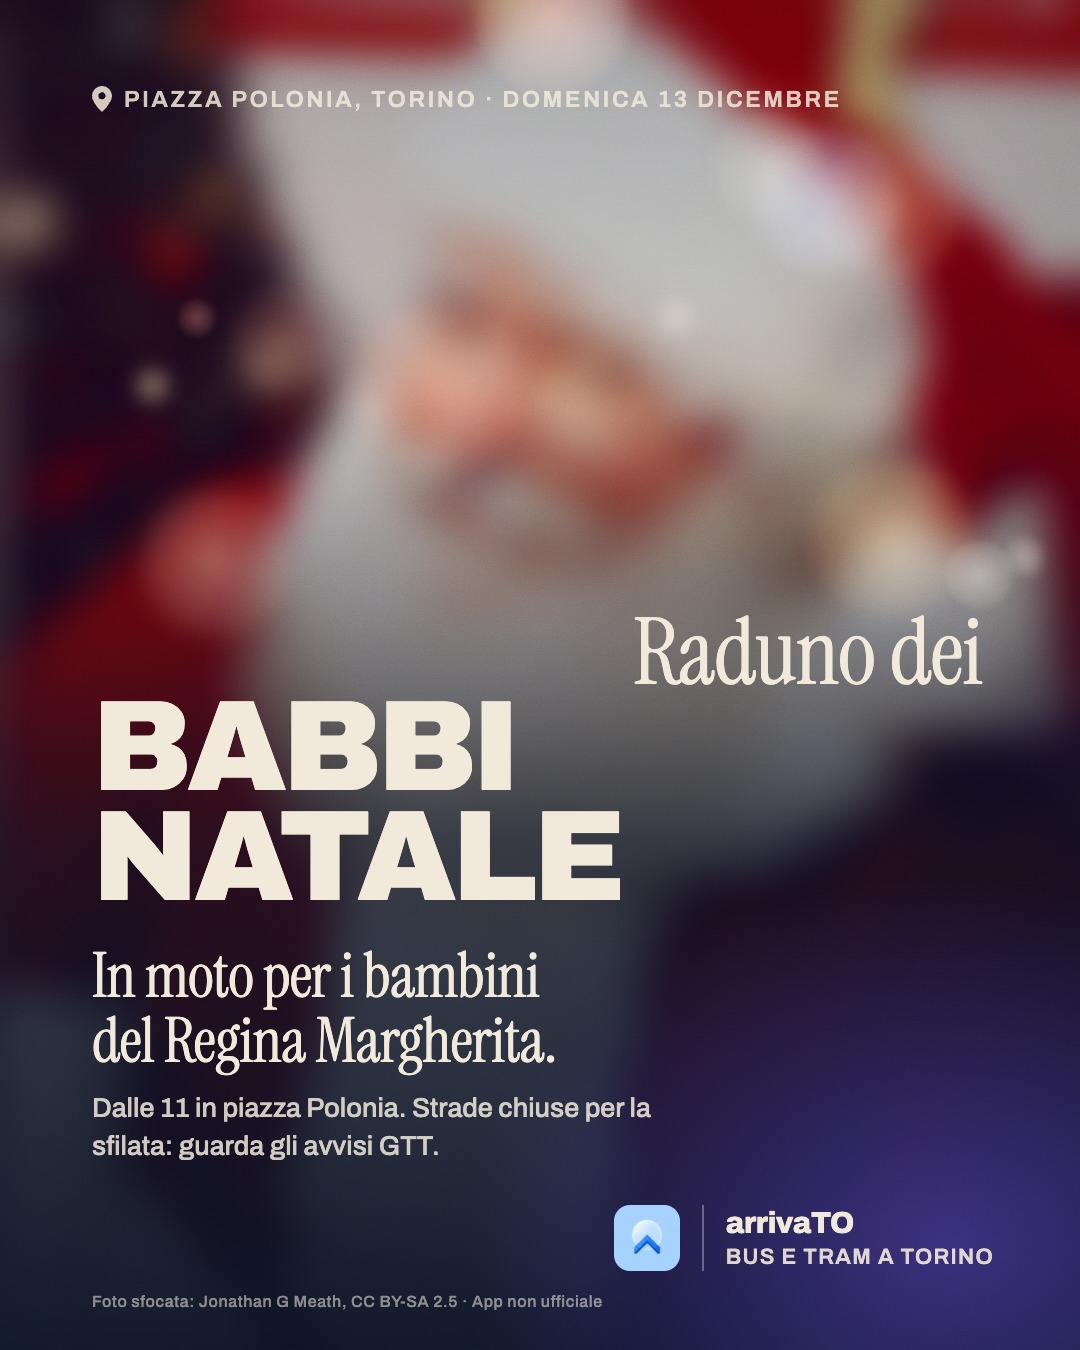 PIAZZA POLONIA, TORINO · DOMENICA 13 DICEMBRE
Raduno dei
BABBI
NATALE
In moto per i bambini
del Regina Margherita.
Dalle 11 in piazza Polonia. Strade chiuse per la
sfilata: guarda gli avvisi GTT.
arrivaTO
BUS E TRAM A TORINO
Foto sfocata: Jonathan G Meath, CC BY-SA 2.5 · App non ufficiale